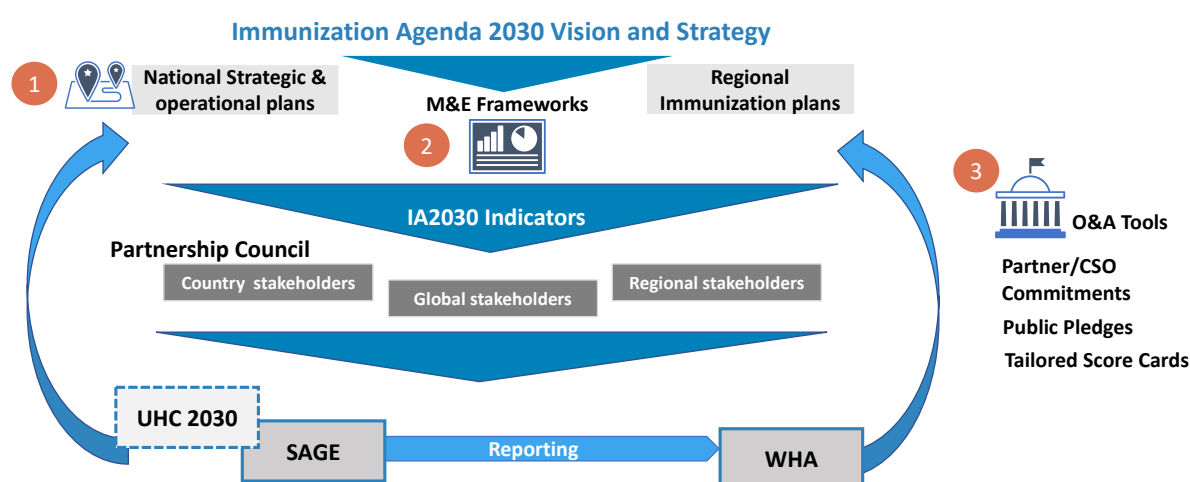 Immunization Agenda 2030 Vision and Strategy
1
National Strategic &
operational plans
M&E Frameworks
2
Regional
Immunization plans
3
O&A Tools
Partner/CSO
Commitments
Public Pledges
Tailored Score Cards
IA2030 Indicators
Partnership Council
Country stakeholders
Global stakeholders
Regional stakeholders
UHC 2030
SAGE
Reporting
WHA